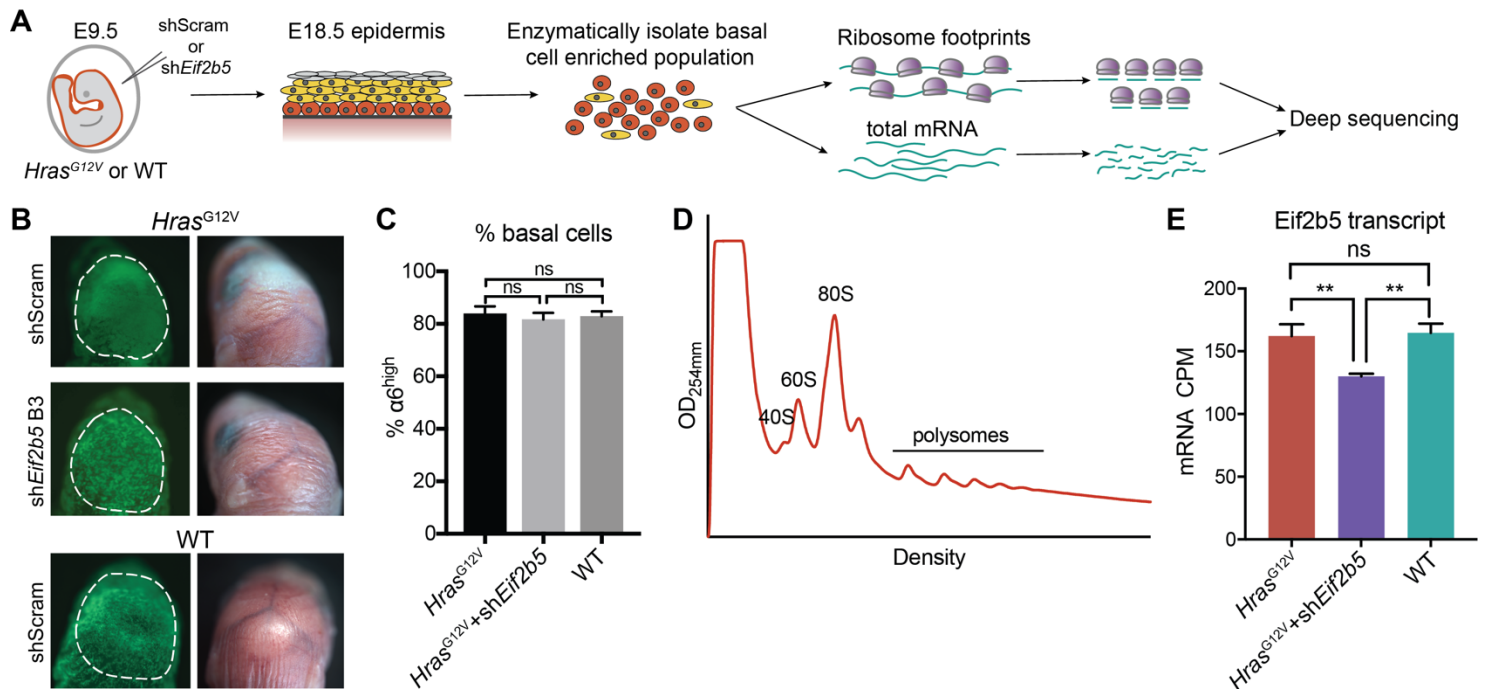 A
E9.5
shScram
or
shEif2b5
HrasG12V or WT
E18.5 epidermis
Enzymatically isolate basal
cell enriched population
Ribosome footprints
total mRNA
Deep sequencing
B
HrasG12V
shScram
shEif2b5 B3
WT
shScram
C
% basal cells
ns
ns
ns
% α6high
100
80
60
40
20
0
HrasG12V
HrasG12V+shEif2b5
WT
D
OD254mm
40S
60S
80S
polysomes
Density
E
Eif2b5 transcript
ns
**
**
mRNA CPM
200
150
100
50
0
HrasG12V
HrasG12V+shEif2b5
WT